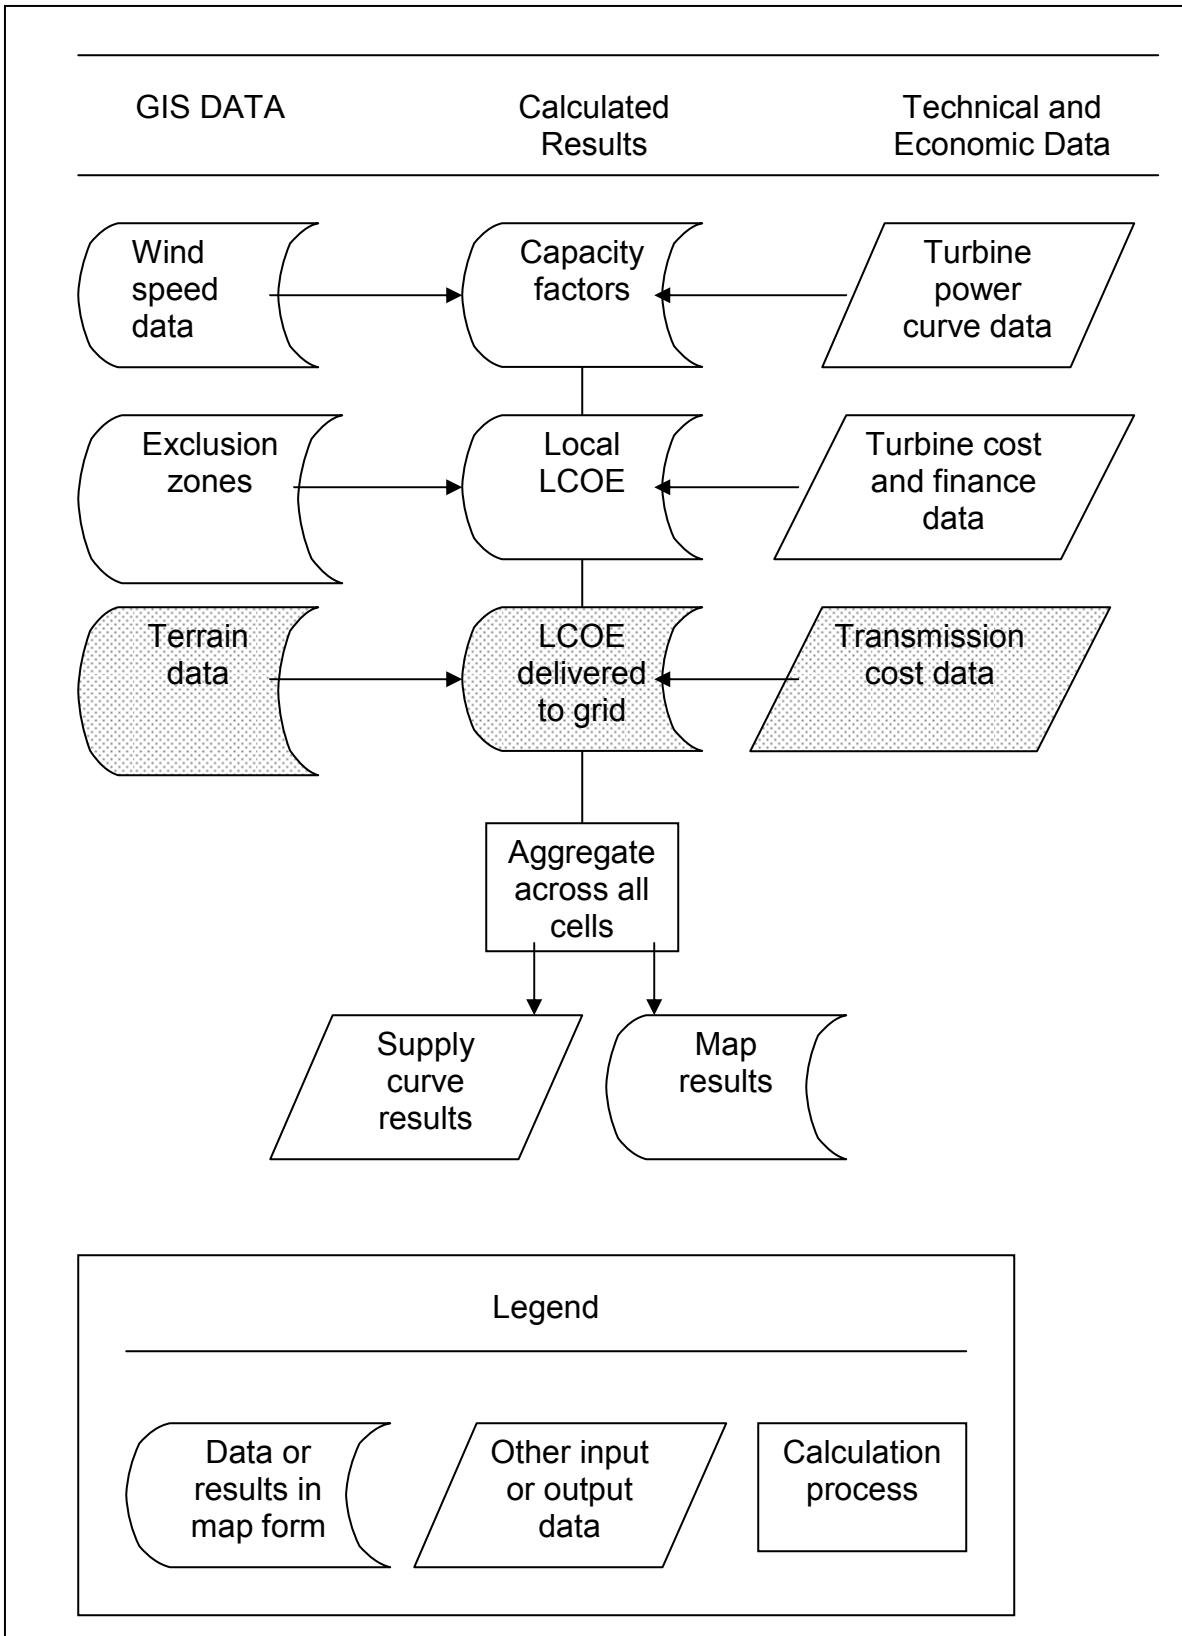 GIS DATA
Calculated
Results
Technical and
Economic Data
Wind
speed
data
Capacity
factors
Turbine
power
curve data
Exclusion
zones
Local
LCOE
Turbine cost
and finance
data
Terrain
data
LCOE
delivered
to grid
Transmission
cost data
Aggregate
across all
cells
Supply
curve
results
Map
results
Legend
Data or
results in
map form
Other input
or output
data
Calculation
process